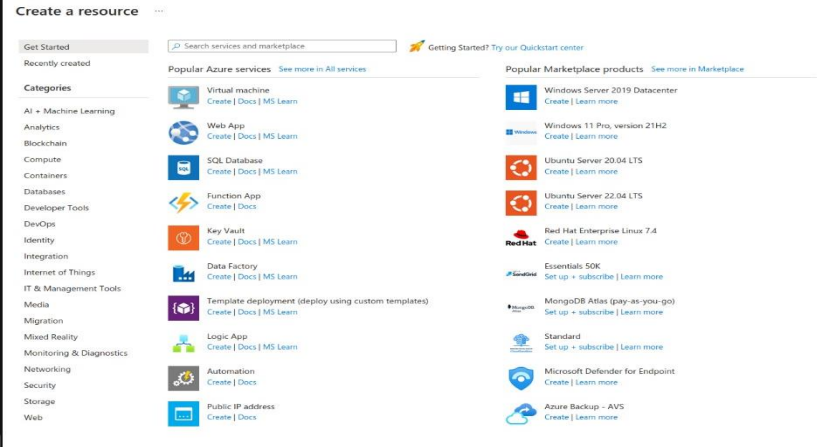 Create a resource ...
Get Started
Recently created
Categories
AI + Machine Learning
Analytics
Blockchain
Compute
Containers
Databases
Developer Tools
DevOps
Identity
Integration
Internet of Things
IT & Management Tools
Media
Migration
Mixed Reality
Monitoring & Diagnostics
Networking
Security
Storage
Web
Search services and marketplace
Getting Started? Try our Quickstart center
Popular Azure services See more in All services
Virtual machine
Create | Docs | MS Learn
Web App
Create | Docs | MS Learn
SQL
SQL Database
Create | Docs | MS Learn
Function App
Create | Docs
Key Vault
Create | Docs | MS Learn
Data Factory
Create | Docs | MS Learn
Template deployment (deploy using custom templates)
Create | Docs | MS Learn
Logic App
Create | Docs | MS Learn
Automation
Create | Docs
Public IP address
Create | Docs
Popular Marketplace products See more in Marketplace
Windows Server 2019 Datacenter
Create | Learn more
Windows
Windows 11 Pro, version 21H2
Create | Learn more
Ubuntu Server 20.04 LTS
Create | Learn more
Ubuntu Server 22.04 LTS
Create | Learn more
Red Hat
Red Hat Enterprise Linux 7.4
Create | Learn more
SendGrid
Essentials 50K
Set up + subscribe | Learn more
MongoDB
MongoDB Atlas (pay-as-you-go)
Set up + subscribe | Learn more
Standard
Set up + subscribe | Learn more
Microsoft Defender for Endpoint
Create | Learn more
Azure Backup - AVS
Create | Learn more